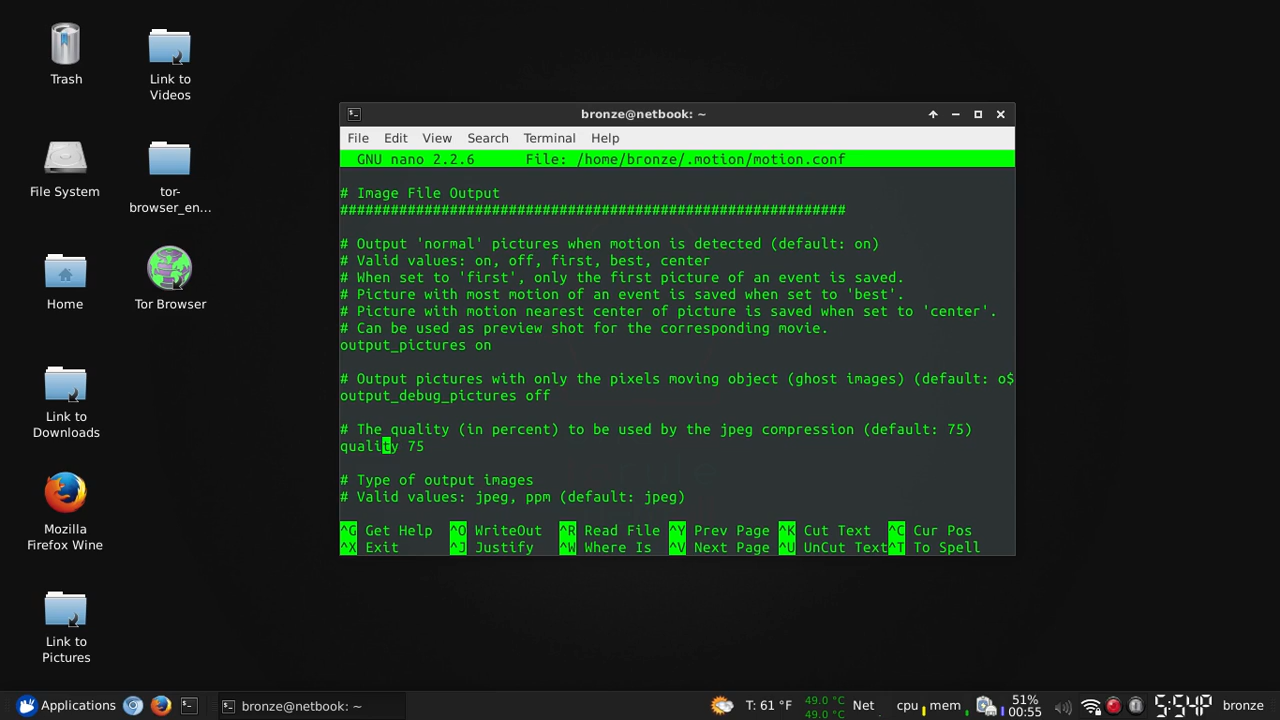 Trash
Link to
Videos
File System
tor-
browser_en...
Home
Tor Browser
Link to
Downloads
Mozilla
Firefox Wine
Link to
Pictures
bronze@netbook: ~
File Edit View Search Terminal Help
GNU nano 2.2.6 File: /home/bronze/.motion/motion.conf
# Image File Output
############################################################
# Output 'normal' pictures when motion is detected (default: on)
# Valid values: on, off, first, best, center
# When set to 'first', only the first picture of an event is saved.
# Picture with most motion of an event is saved when set to 'best'.
# Picture with motion nearest center of picture is saved when set to 'center'.
# Can be used as preview shot for the corresponding movie.
output_pictures on
# Output pictures with only the pixels moving object (ghost images) (default: o$
output_debug_pictures off
# The quality (in percent) to be used by the jpeg compression (default: 75)
quality 75
# Type of output images
# Valid values: jpeg, ppm (default: jpeg)
^G Get Help ^O WriteOut ^R Read File ^Y Prev Page ^K Cut Text ^C Cur Pos
^X Exit ^J Justify ^W Where Is ^V Next Page ^U UnCut Text ^T To Spell
Applications bronze@netbook: ~ T: 61 °F 49.0 °C 49.0 °C Net cpu mem 51% 00:55 5:54P bronze